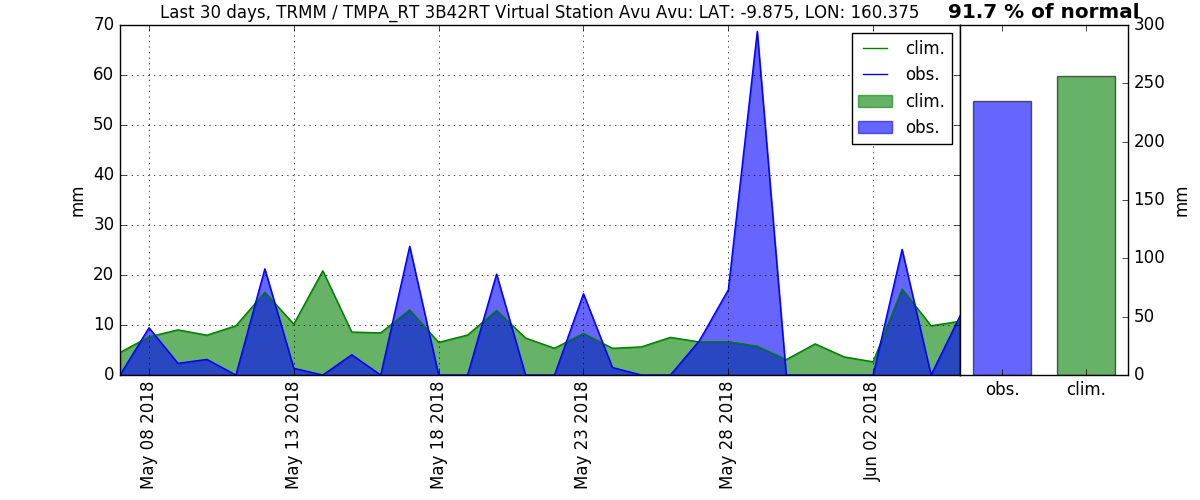 Last 30 days, TRMM / TMPA_RT 3B42RT Virtual Station Avu Avu: LAT: -9.875, LON: 160.375
91.7 % of normal
70
60
50
40
30
20
10
0
mm
clim.
obs.
clim.
obs.
May 08 2018
May 13 2018
May 18 2018
May 23 2018
May 28 2018
Jun 02 2018
300
250
200
150
100
50
0
mm
obs.
clim.